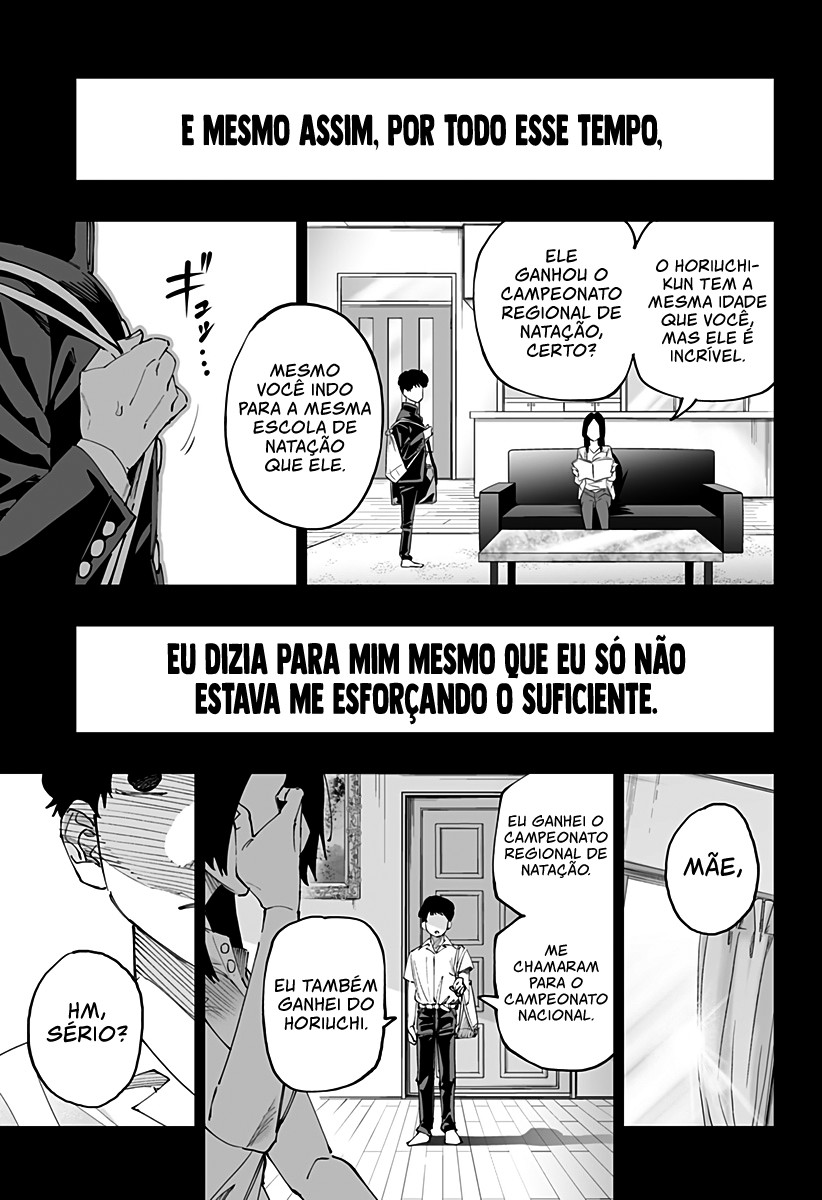 E MESMO ASSIM, POR TODO ESSE TEMPO,
O HORIUCHI-
KUN TEM A
MESMA IDADE
QUE VOCÊ,
MAS ELE É
INCRÍVEL.
ELE
GANHOU O
CAMPEONATO
REGIONAL DE
NATAÇÃO,
CERTO?
MESMO
VOCÊ INDO
PARA A MESMA
ESCOLA DE
NATAÇÃO
QUE ELE.
ギュッ...
EU DIZIA PARA MIM MESMO QUE EU SÓ NÃO
ESTAVA ME ESFORÇANDO O SUFICIENTE.
MÃE,
EU GANHEI O
CAMPEONATO
REGIONAL DE
NATAÇÃO.
ME
CHAMARAM
PARA O
CAMPEONATO
NACIONAL.
EU TAMBÉM
GANHEI DO
HORIUCHI.
HM,
SÉRIO?